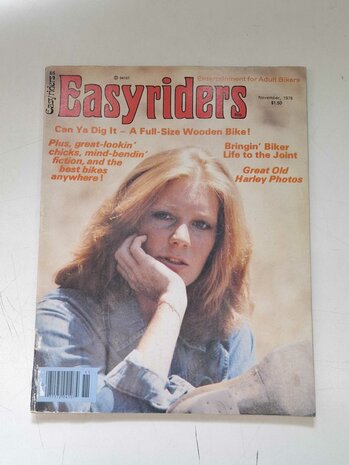 Easyriders
Entertainment for Adult Bikers
Easyriders
November, 1978
$1.50
Can Ya Dig It – A Full-Size Wooden Bike!
Plus, great-lookin'
chicks, mind-bendin'
fiction, and the
best bikes
anywhere!
Bringin' Biker
Life to the Joint
Great Old
Harley Photos